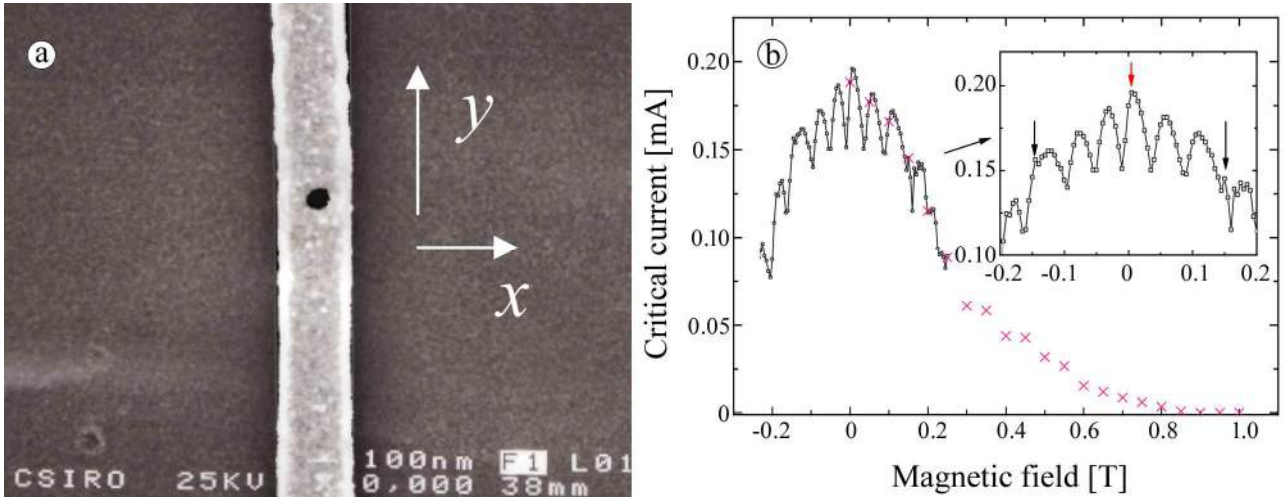 a
y
x
100nm F1 L01
CSIRO 25KV 0,000 38mm
b
Critical current [mA]
0.20
0.15
0.10
0.05
0
-0.2 0 0.2 0.4 0.6 0.8 1.0
Magnetic field [T]
0.20
0.15
0.10
-0.2 -0.1 0 0.1 0.2